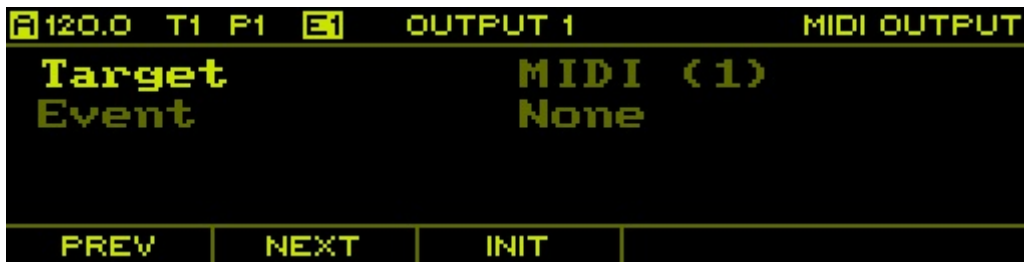 A 120.0 T1 P1 E1 OUTPUT 1 MIDI OUTPUT
Target MIDI (1)
Event None
PREV NEXT INIT